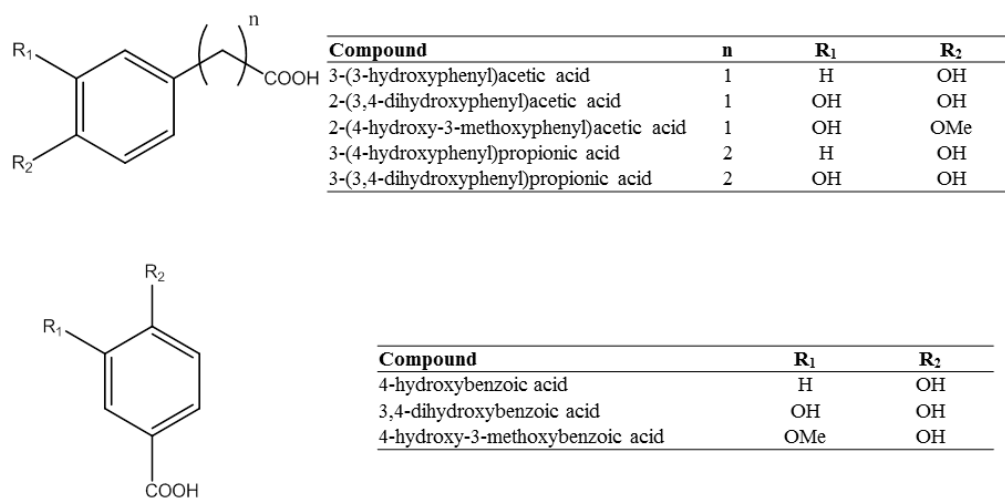 n
R1
COOH
R2
Compound n R1 R2
3-(3-hydroxyphenyl)acetic acid 1 H OH
2-(3,4-dihydroxyphenyl)acetic acid 1 OH OH
2-(4-hydroxy-3-methoxyphenyl)acetic acid 1 OH OMe
3-(4-hydroxyphenyl)propionic acid 2 H OH
3-(3,4-dihydroxyphenyl)propionic acid 2 OH OH
R2
R1
COOH
Compound R1 R2
4-hydroxybenzoic acid H OH
3,4-dihydroxybenzoic acid OH OH
4-hydroxy-3-methoxybenzoic acid OMe OH